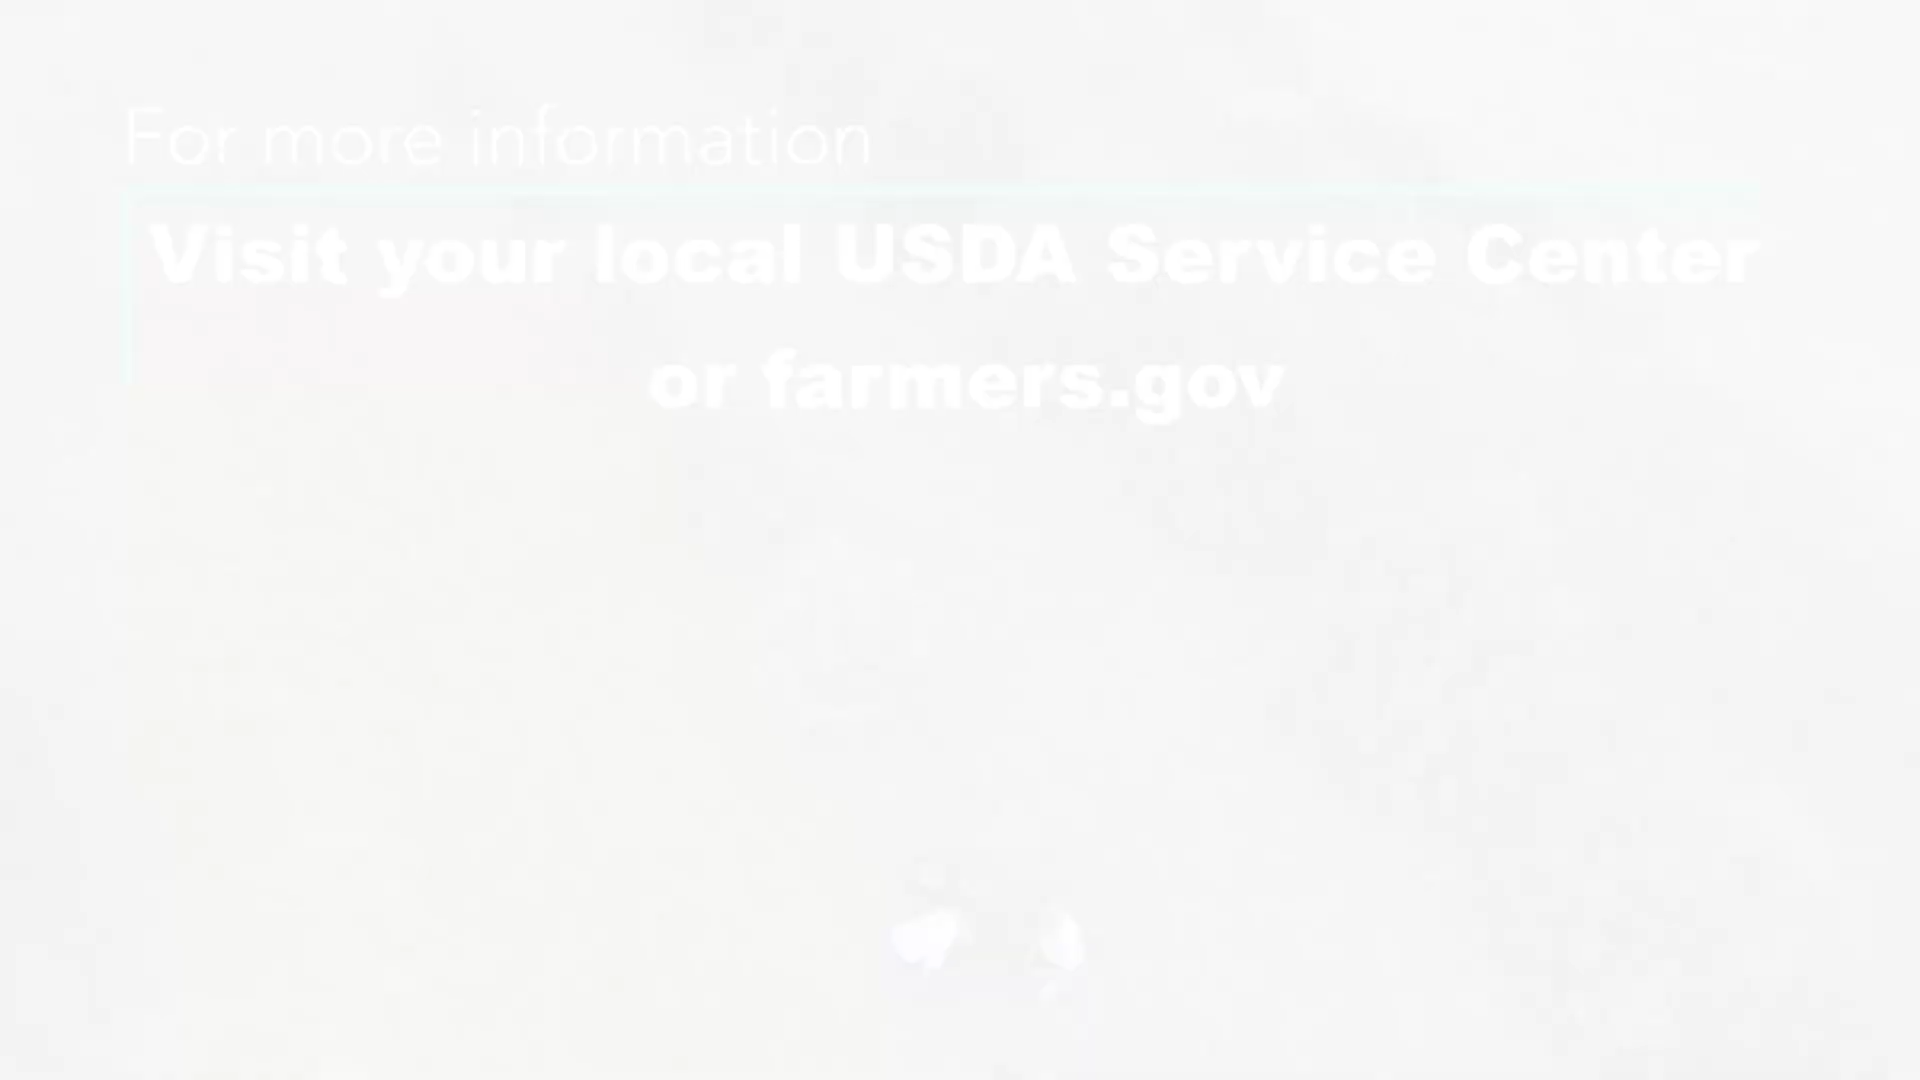 For more information
Visit your local USDA Service Center
or farmers.gov